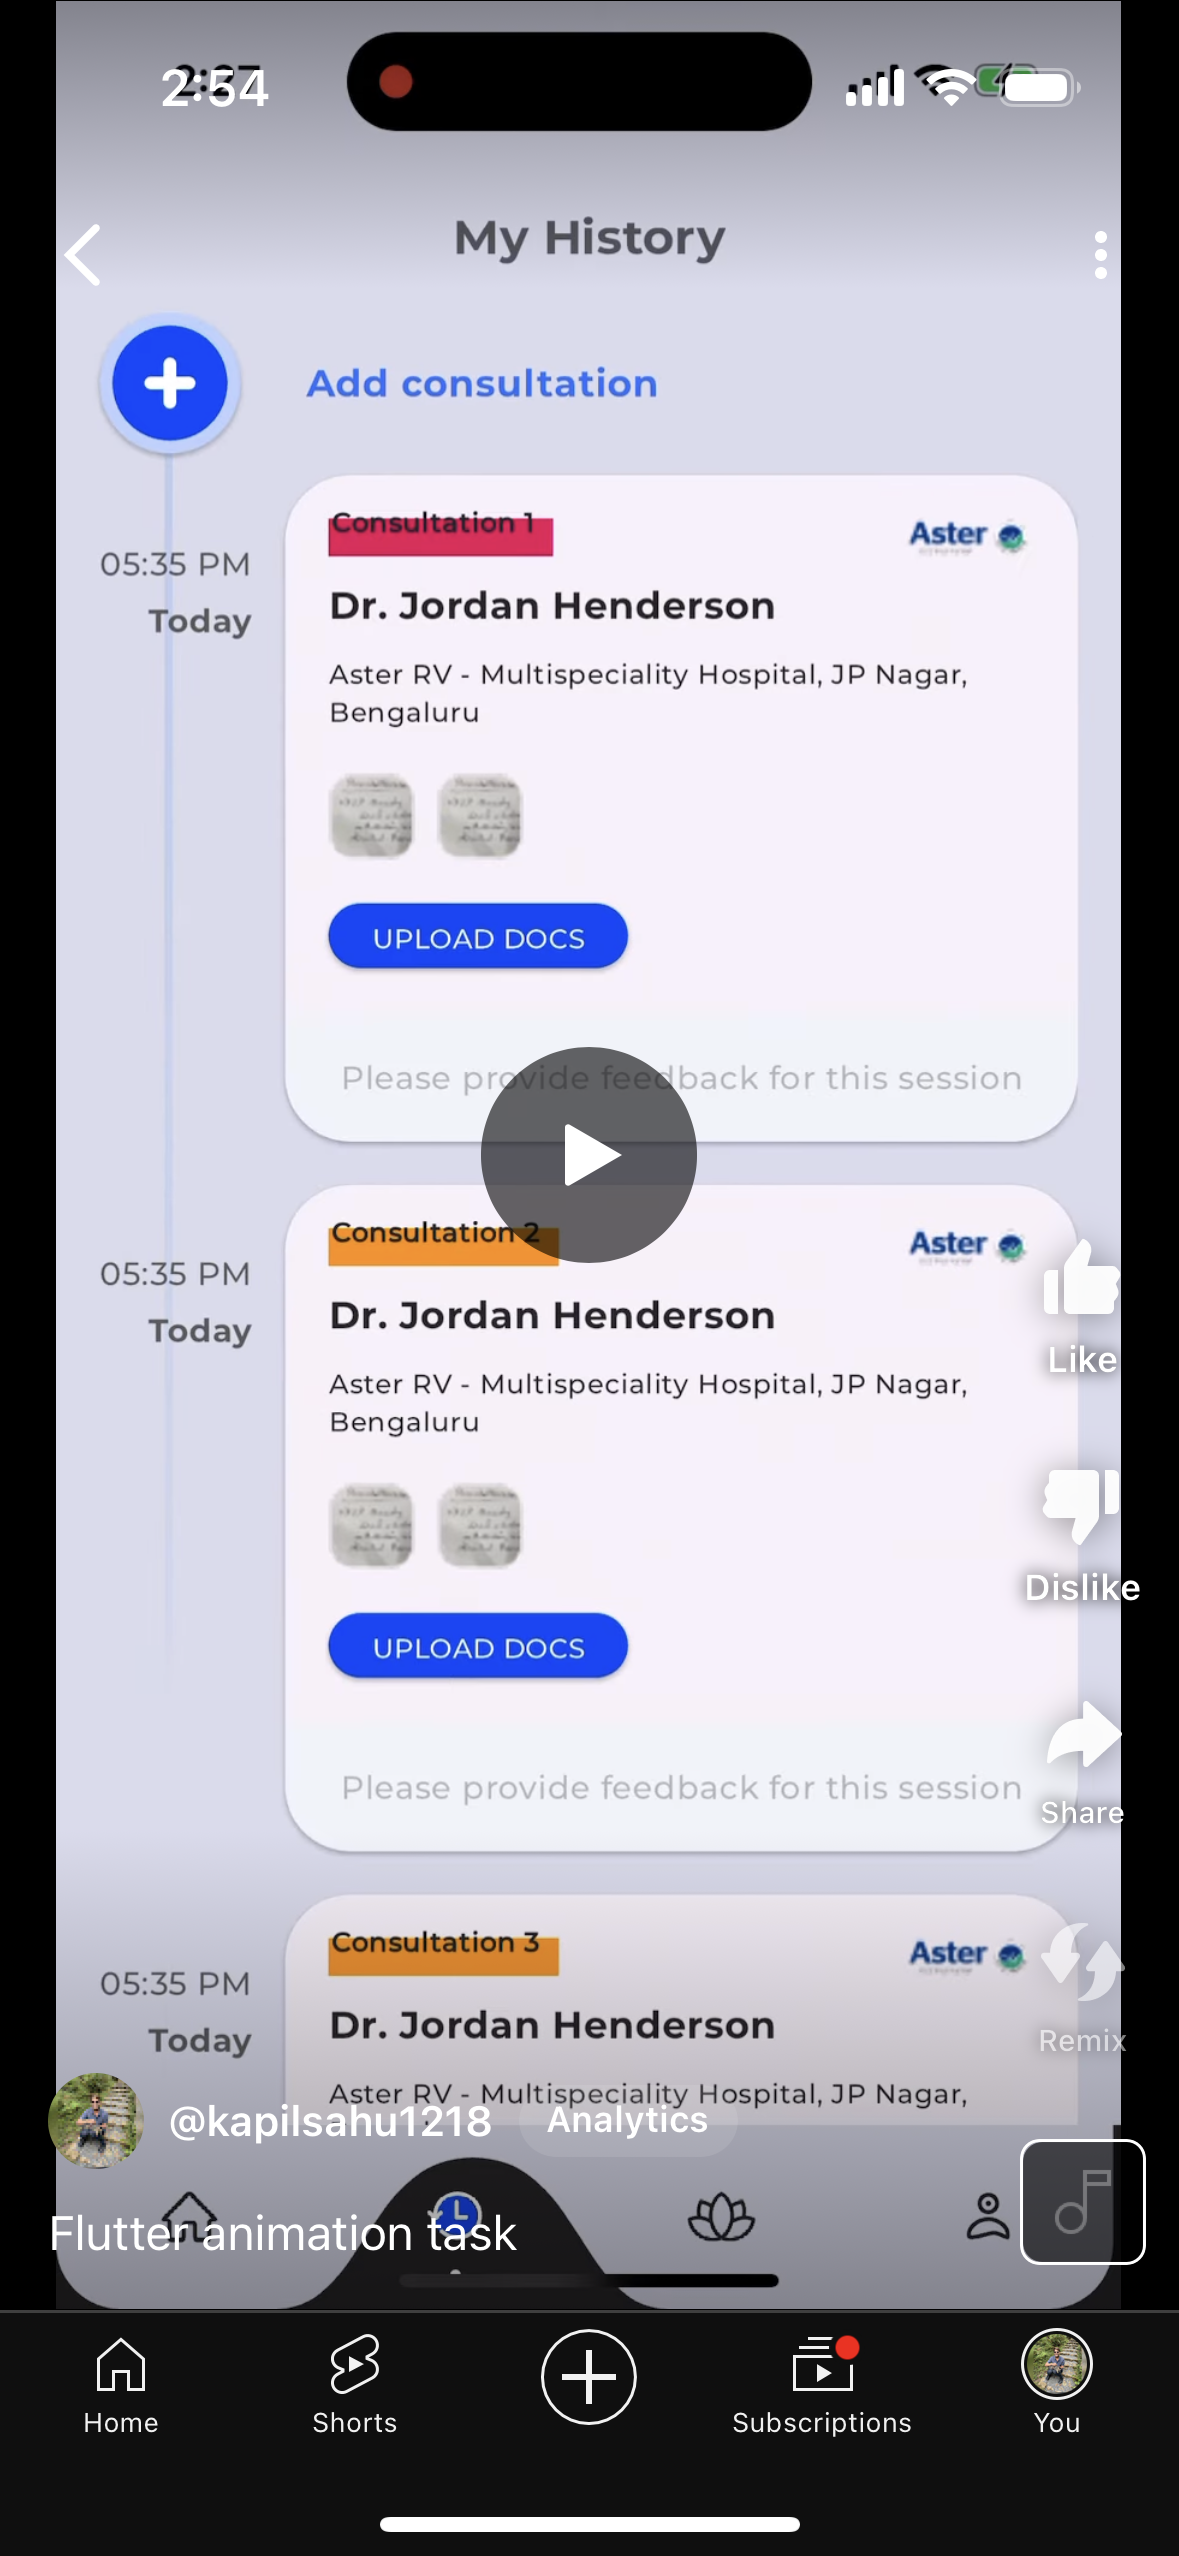 2:54
My History
Add consultation
Consultation 1
Aster
05:35 PM
Today
Dr. Jordan Henderson
Aster RV - Multispeciality Hospital, JP Nagar,
Bengaluru
UPLOAD DOCS
Please provide feedback for this session
Consultation 2
Aster
05:35 PM
Today
Dr. Jordan Henderson
Aster RV - Multispeciality Hospital, JP Nagar,
Bengaluru
UPLOAD DOCS
Please provide feedback for this session
Like
Dislike
Share
Remix
Consultation 3
Aster
05:35 PM
Today
Dr. Jordan Henderson
Aster RV - Multispeciality Hospital, JP Nagar,
@kapilsahu1218 Analytics
Flutter animation task
Home Shorts Subscriptions You